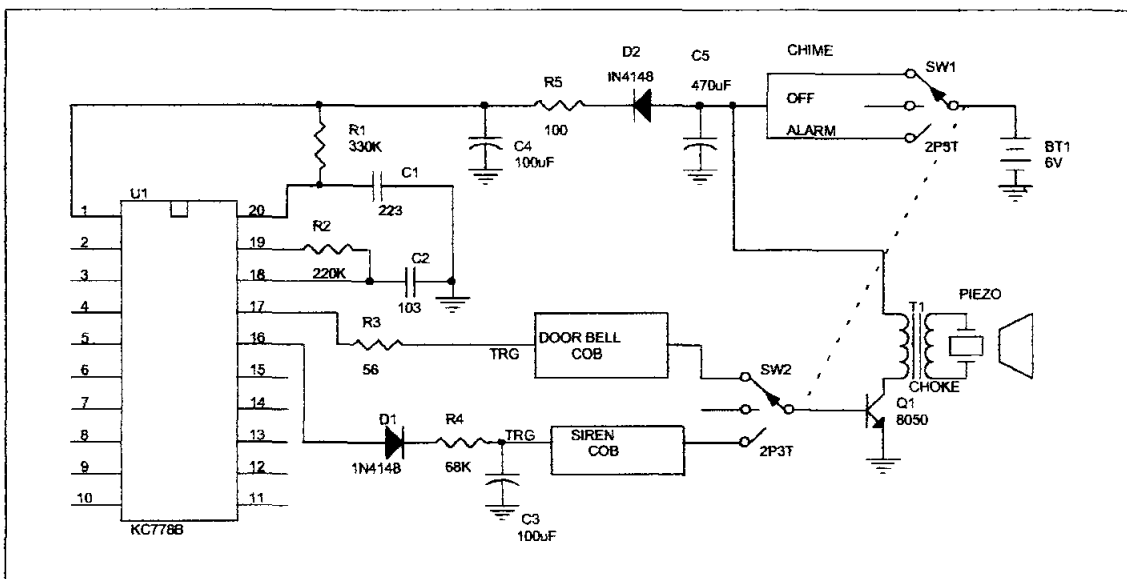 D2
C5
CHIME
SW1
R5
1N4148
470uF
OFF
100
ALARM
2P3T
R1
330K
C4
100uF
BT1
6V
C1
U1
223
1
20
2
19
R2
C2
3
18
220K
103
4
17
T1
PIEZO
R3
DOOR BELL
5
16
TRG
COB
56
SW2
6
15
CHOKE
7
14
Q1
8050
D1
R4
8
13
TRG
SIREN
COB
2P3T
1N4148
68K
9
12
10
11
C3
100uF
KC778B